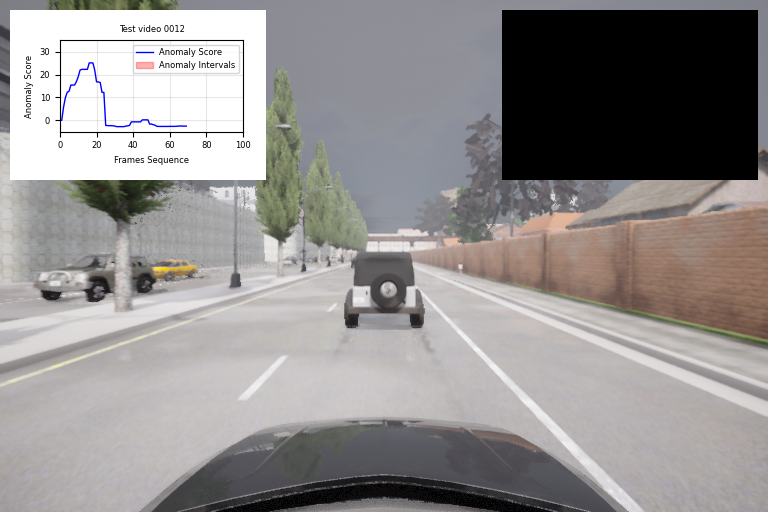 Test video 0012
Anomaly Score
Anomaly Intervals
Anomaly Score
30
20
10
0
0 20 40 60 80 100
Frames Sequence